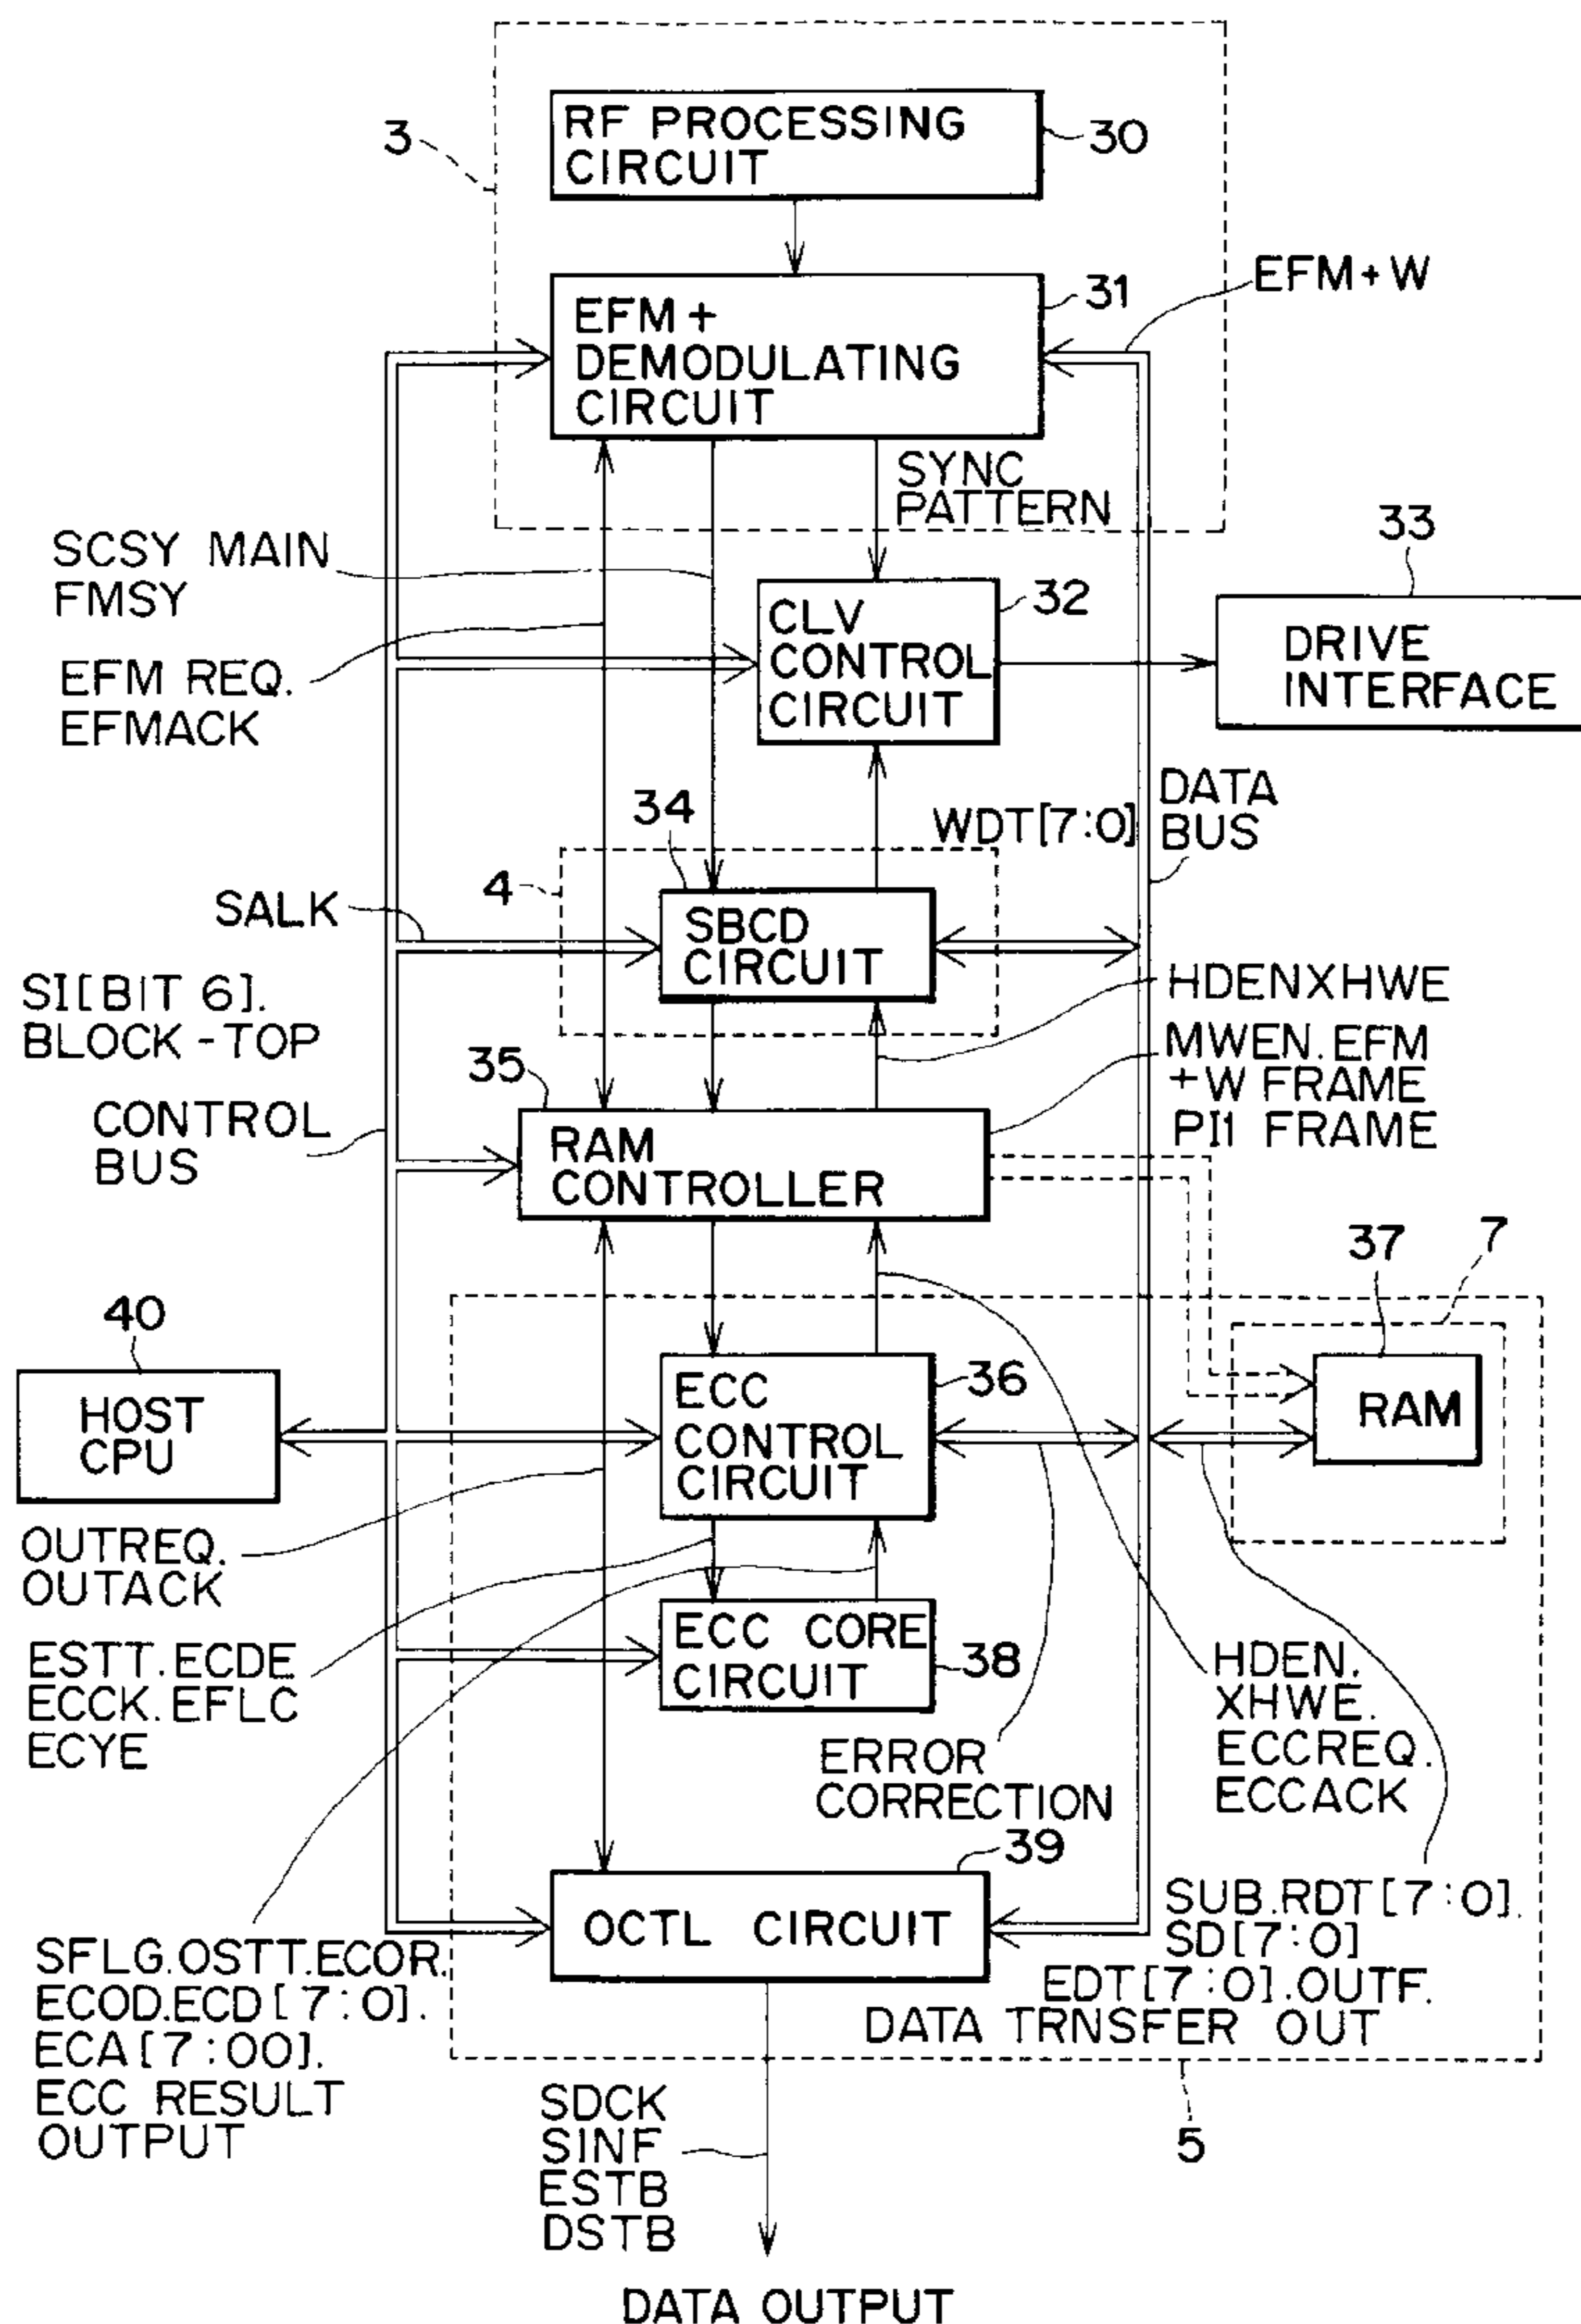 RF PROCESSING
CIRCUIT
30
3
EFM +
DEMODULATING
CIRCUIT
31
EFM + W
SYNC
PATTERN
SCSY MAIN
FMSY
33
CLV
CONTROL
CIRCUIT
32
DRIVE
INTERFACE
EFM REQ.
EFMACK
34
WDT[7:0]
DATA
BUS
4
SALK
SBCD
CIRCUIT
HDENXHWE
SI[BIT 6].
BLOCK-TOP
MWEN.EFM
+W FRAME
PI1 FRAME
35
CONTROL
BUS
RAM
CONTROLLER
37
7
40
HOST
CPU
ECC
CONTROL
CIRCUIT
36
RAM
OUTREQ.
OUTACK
ECC CORE
CIRCUIT
38
ESTT.ECDE
ECCK.EFLC
ECYE
HDEN.
XHWE.
ECCREQ.
ECCACK
ERROR
CORRECTION
39
OCTL CIRCUIT
SUB.RDT[7:0].
SD[7:0]
EDT[7:0].OUTF.
DATA TRNSFER OUT
SFLG.OSTT.ECOR.
ECOD.ECD[7:0].
ECA[7:00].
ECC RESULT
OUTPUT
5
SDCK
SINF
ESTB
DSTB
DATA OUTPUT